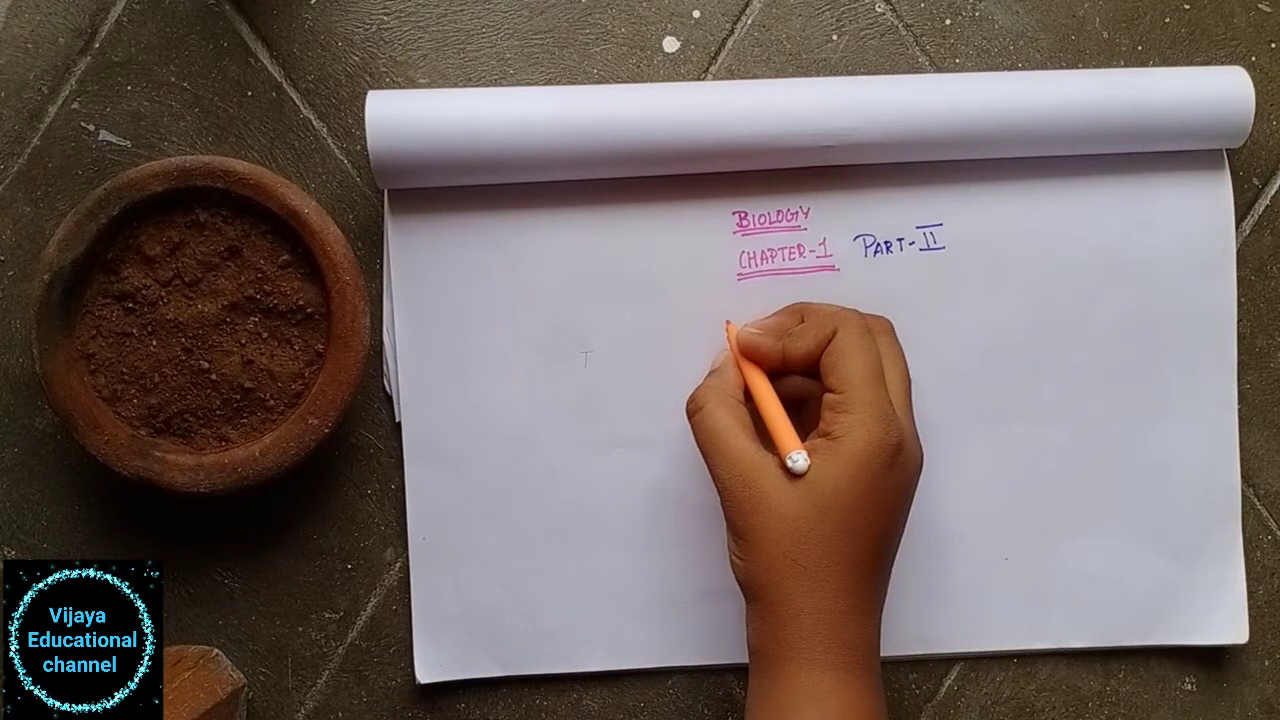 BIOLOGY
CHAPTER-1 PART-II
T
Vijaya
Educational
channel